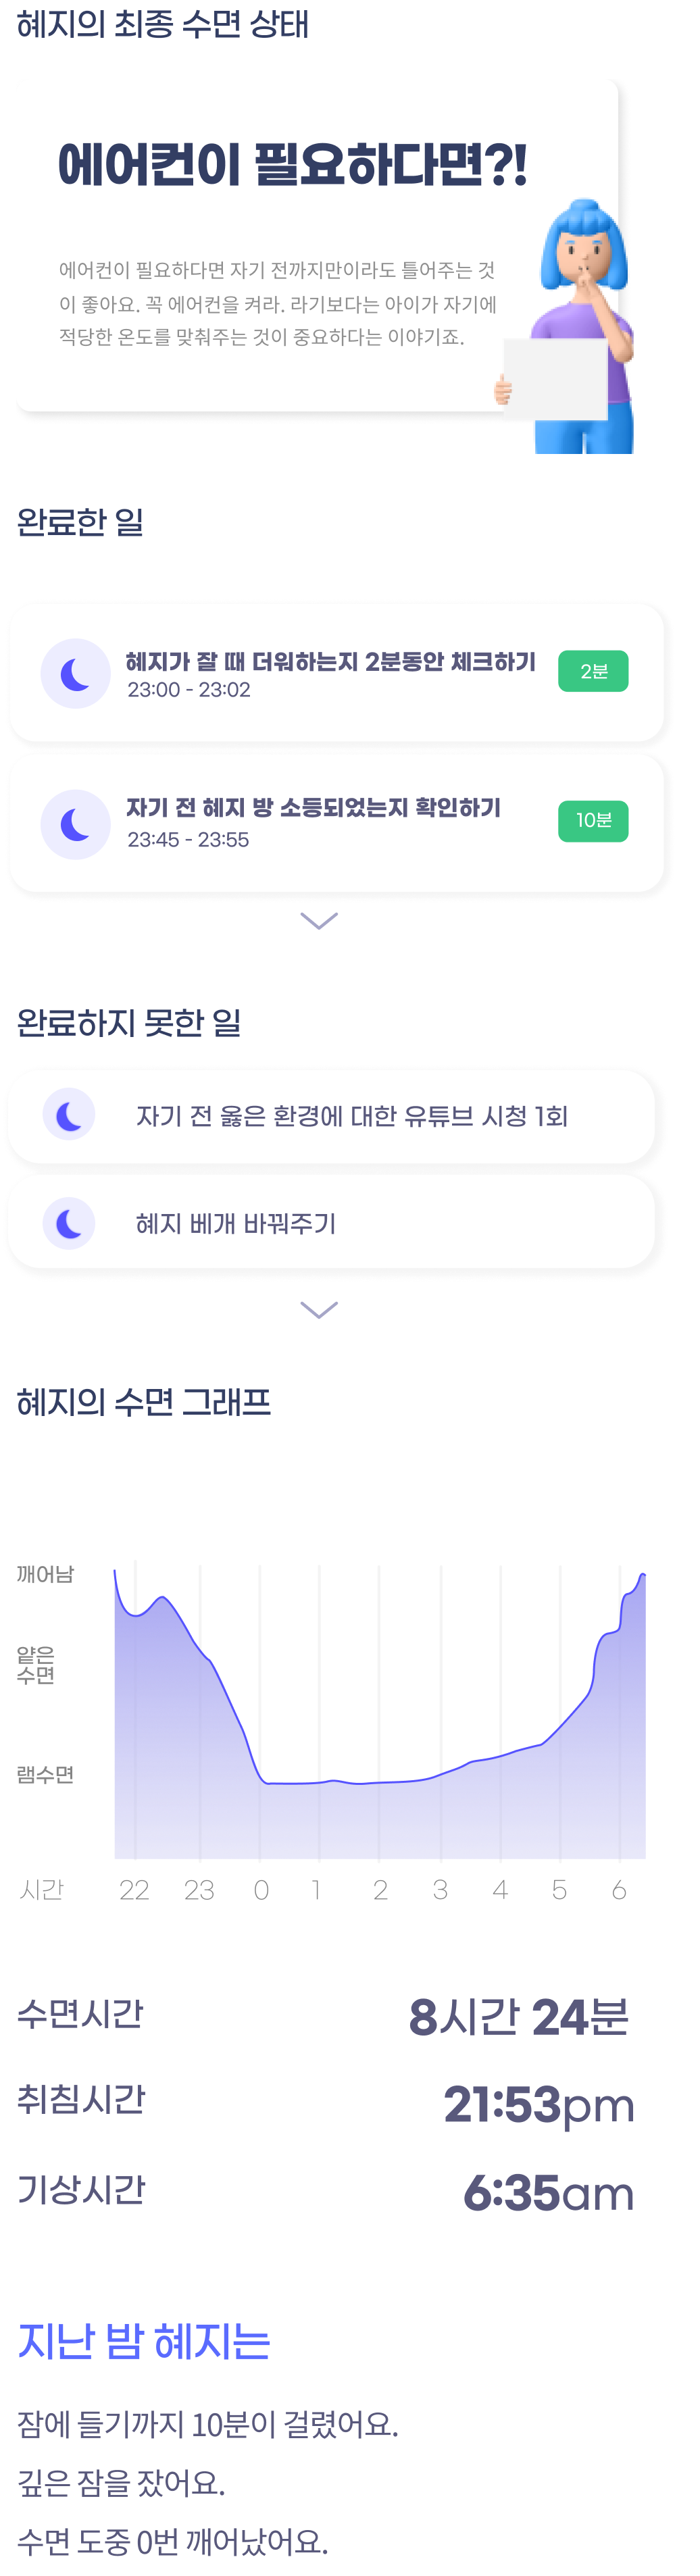 혜지의 최종 수면 상태
에어컨이 필요하다면?!
에어컨이 필요하다면 자기 전까지만이라도 틀어주는 것
이 좋아요. 꼭 에어컨을 켜라. 라기보다는 아이가 자기에
적당한 온도를 맞춰주는 것이 중요하다는 이야기죠.
완료한 일
혜지가 잘 때 더워하는지 2분동안 체크하기
23:00 - 23:02
2분
자기 전 혜지 방 소등되었는지 확인하기
23:45 - 23:55
10분
완료하지 못한 일
자기 전 옳은 환경에 대한 유튜브 시청 1회
혜지 베개 바꿔주기
혜지의 수면 그래프
깨어남
얕은
수면
램수면
시간 22 23 0 1 2 3 4 5 6
수면시간 8시간 24분
취침시간 21:53pm
기상시간 6:35am
지난 밤 혜지는
잠에 들기까지 10분이 걸렸어요.
깊은 잠을 잤어요.
수면 도중 0번 깨어났어요.